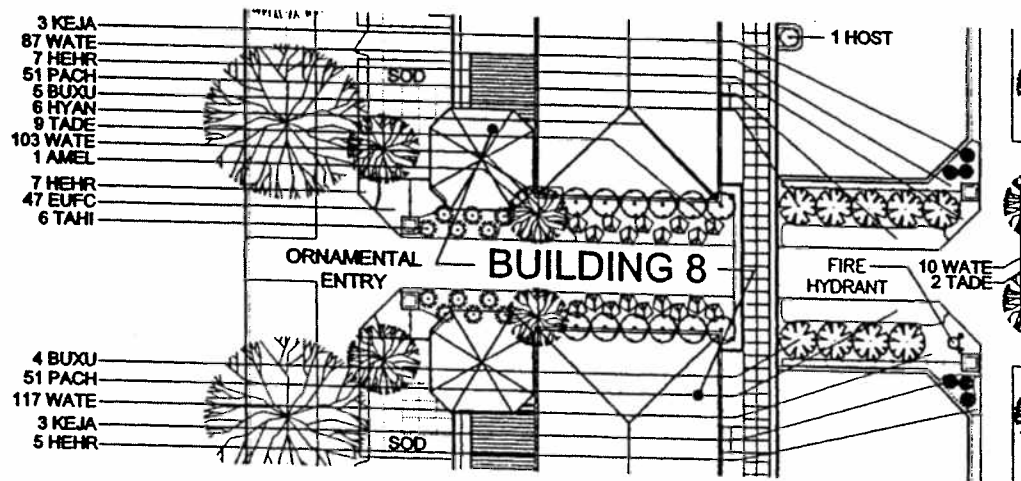 3 KEJA
87 WATE
7 HEHR
51 PACH
5 BUXU
6 HYAN
9 TADE
103 WATE
1 AMEL
7 HEHR
47 EUFC
6 TAHI
SOD
1 HOST
ORNAMENTAL
ENTRY
BUILDING 8
FIRE
HYDRANT
10 WATE
2 TADE
4 BUXU
51 PACH
117 WATE
3 KEJA
5 HEHR
SOD